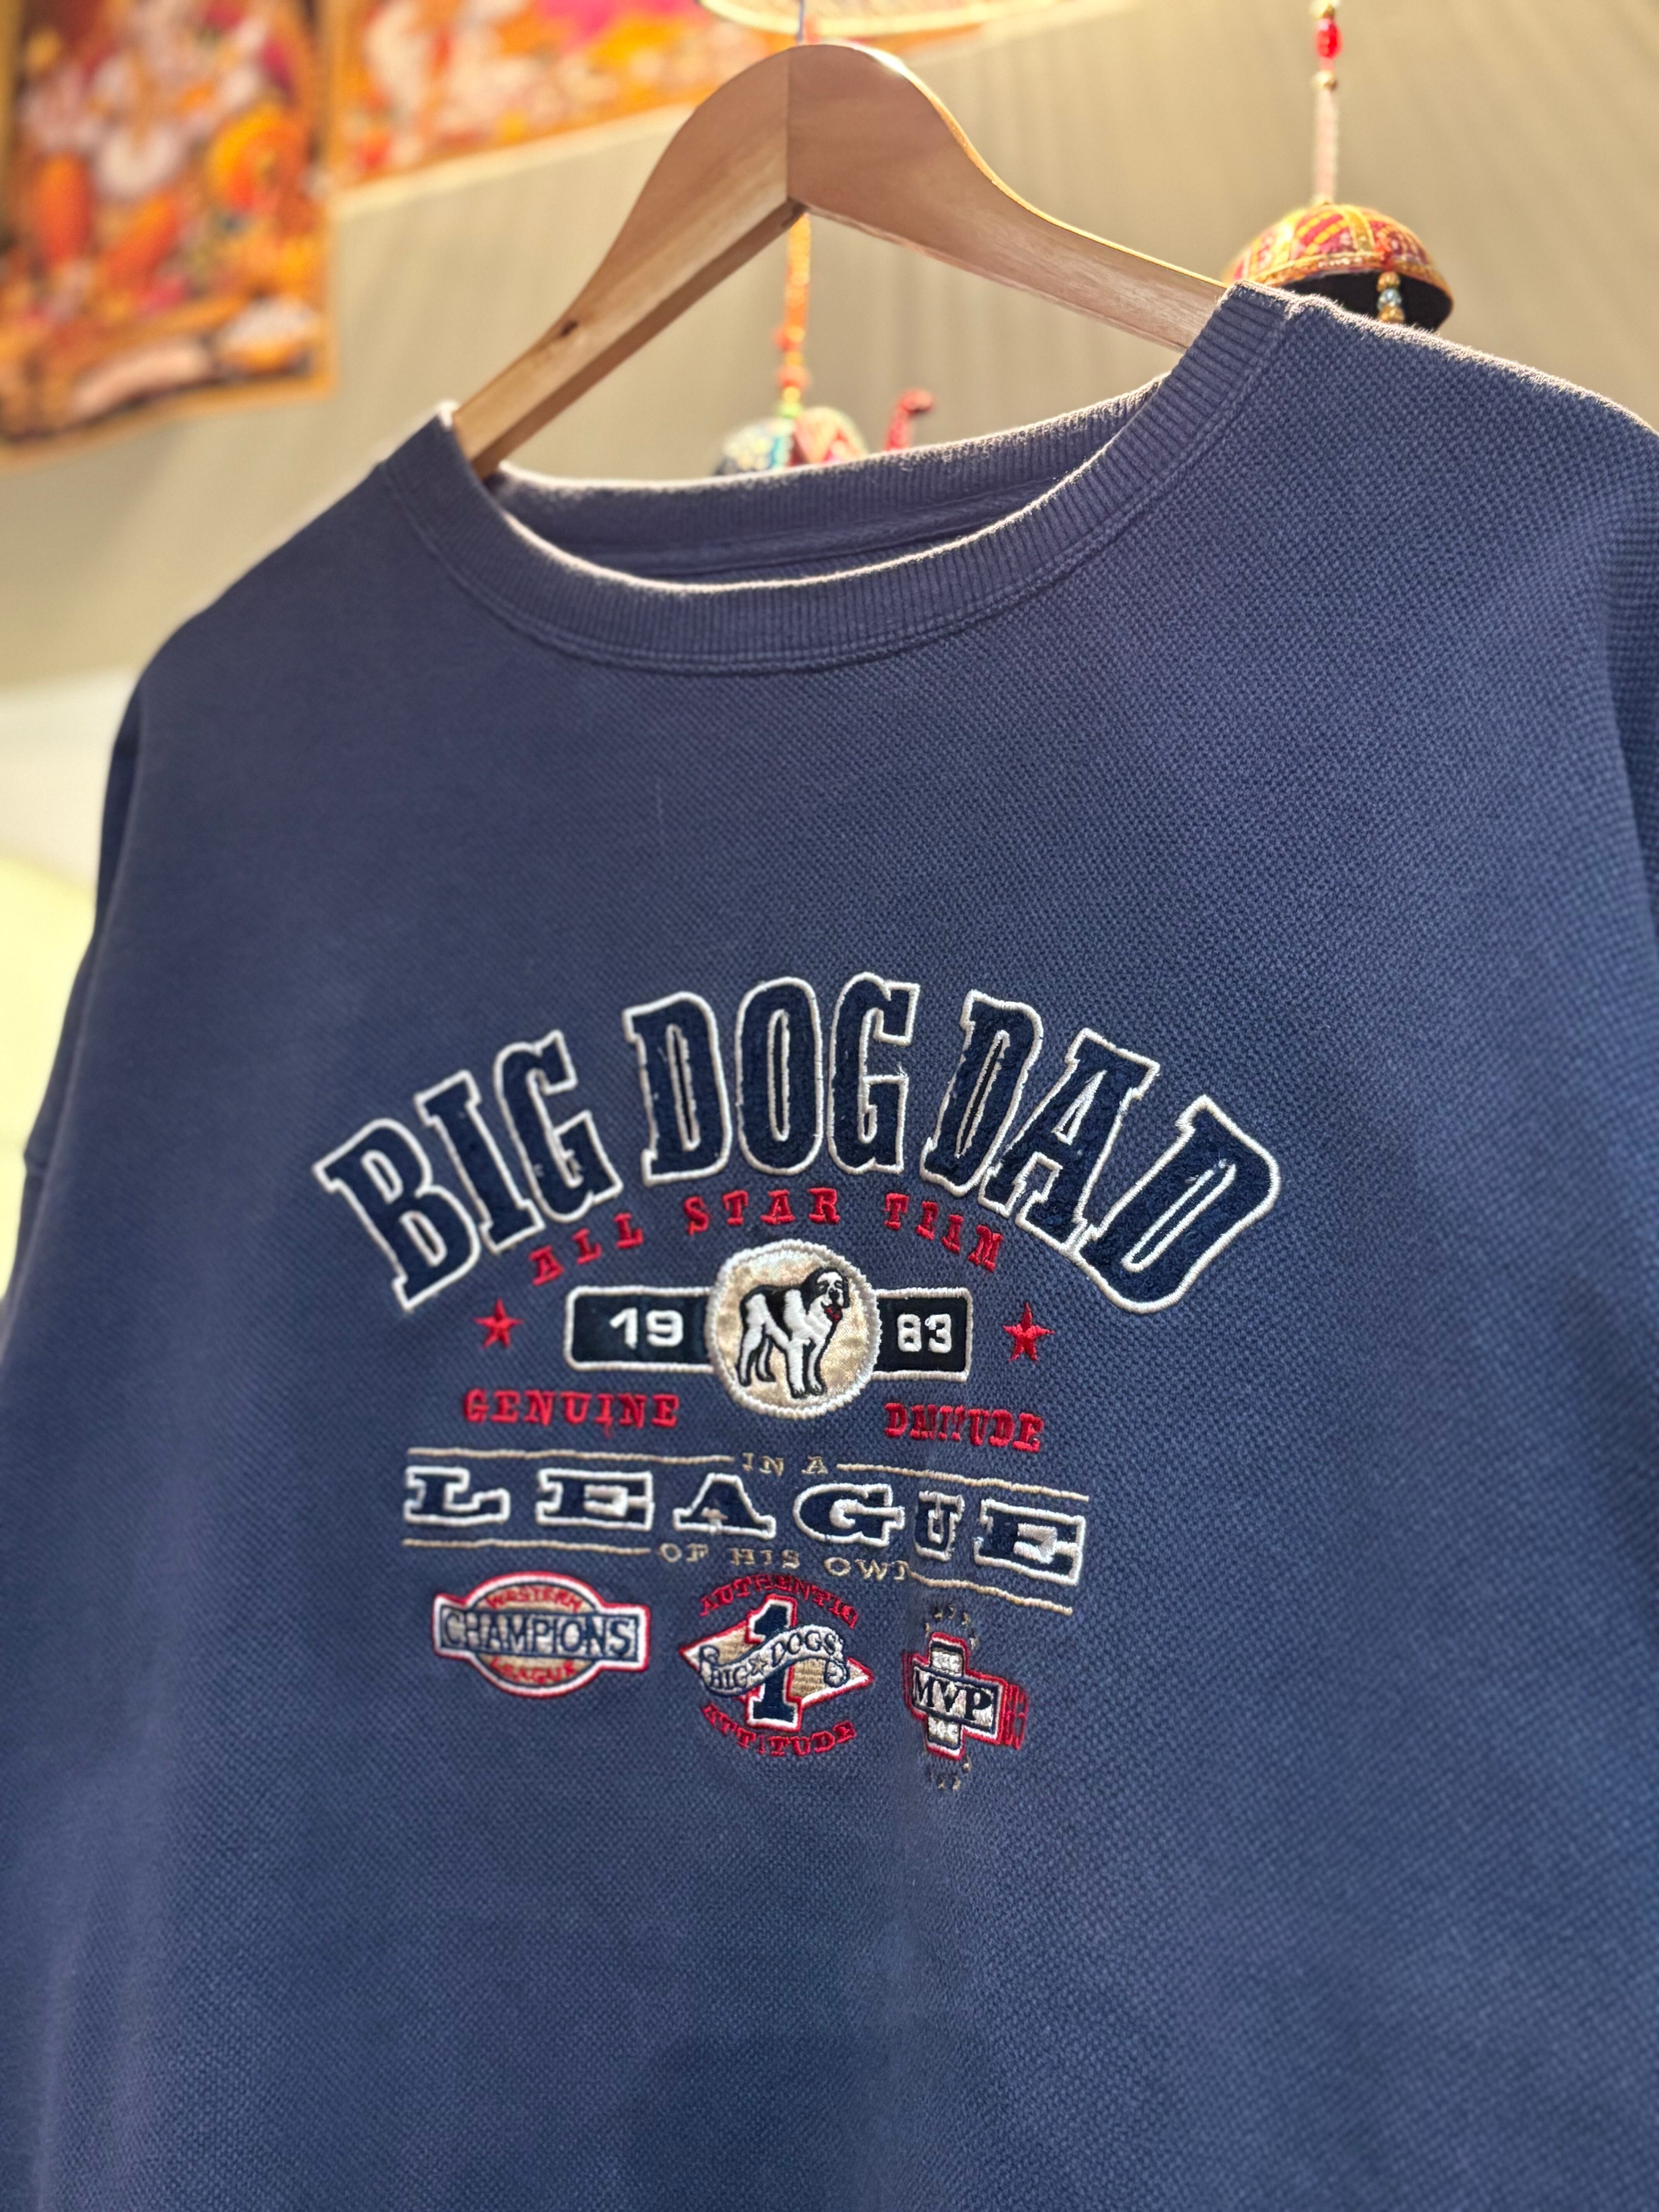 BIG DOG DAD
ALL STAR TEAM
19 83
GENUINE DADITUDE
IN A
LEAGUE
OF HIS OWN
WESTERN
CHAMPIONS
LEAGUE
AUTHENTIC
1
BIG DOGS
ATTITUDE
MVP